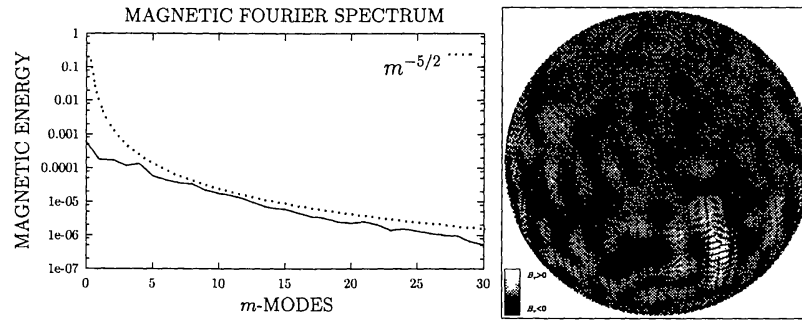 MAGNETIC FOURIER SPECTRUM
m^{-5/2}
MAGNETIC ENERGY
1
0.1
0.01
0.001
0.0001
1e-05
1e-06
1e-07
0
5
10
15
20
25
30
m-MODES
B_r>0
B_r<0